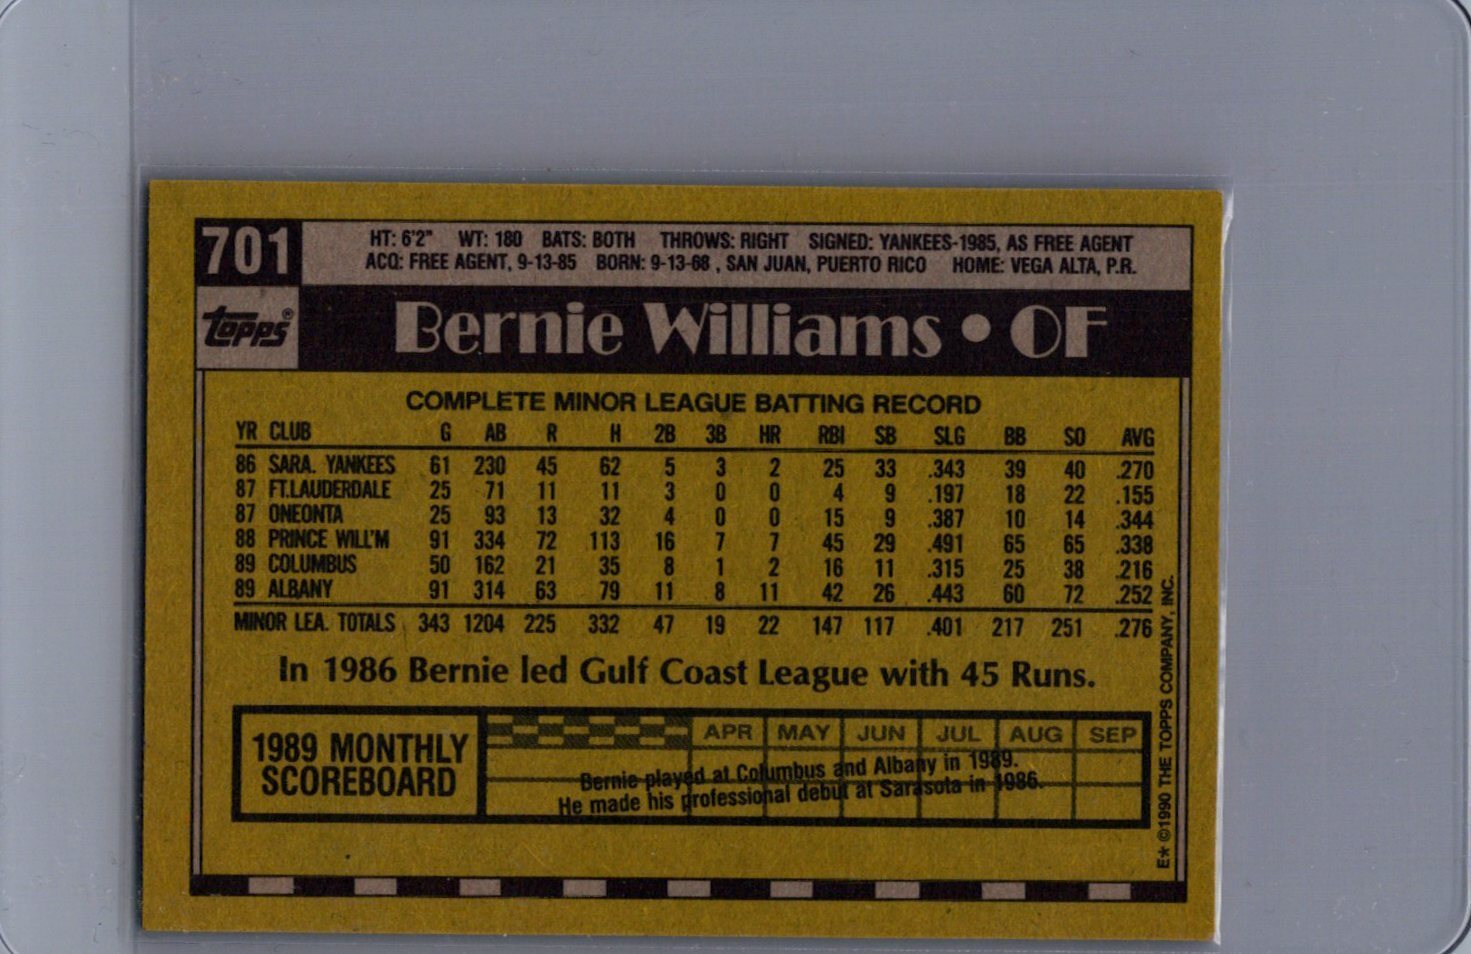 701
HT: 6'2" WT: 180 BATS: BOTH THROWS: RIGHT SIGNED: YANKEES-1985, AS FREE AGENT
ACQ: FREE AGENT, 9-13-85 BORN: 9-13-68 , SAN JUAN, PUERTO RICO HOME: VEGA ALTA, P.R.
topps®
Bernie Williams • OF
COMPLETE MINOR LEAGUE BATTING RECORD
YR CLUB G AB R H 2B 3B HR RBI SB SLG BB SO AVG
86 SARA. YANKEES 61 230 45 62 5 3 2 25 33 .343 39 40 .270
87 FT.LAUDERDALE 25 71 11 11 3 0 0 4 9 .197 18 22 .155
87 ONEONTA 25 93 13 32 4 0 0 15 9 .387 10 14 .344
88 PRINCE WILL'M 91 334 72 113 16 7 7 45 29 .491 65 65 .338
89 COLUMBUS 50 162 21 35 8 1 2 16 11 .315 25 38 .216
89 ALBANY 91 314 63 79 11 8 11 42 26 .443 60 72 .252
MINOR LEA. TOTALS 343 1204 225 332 47 19 22 147 117 .401 217 251 .276
In 1986 Bernie led Gulf Coast League with 45 Runs.
1989 MONTHLY
SCOREBOARD
APR MAY JUN JUL AUG SEP
Bernie played at Columbus and Albany in 1989.
He made his professional debut at Sarasota in 1986.
E* ©1990 THE TOPPS COMPANY, INC.